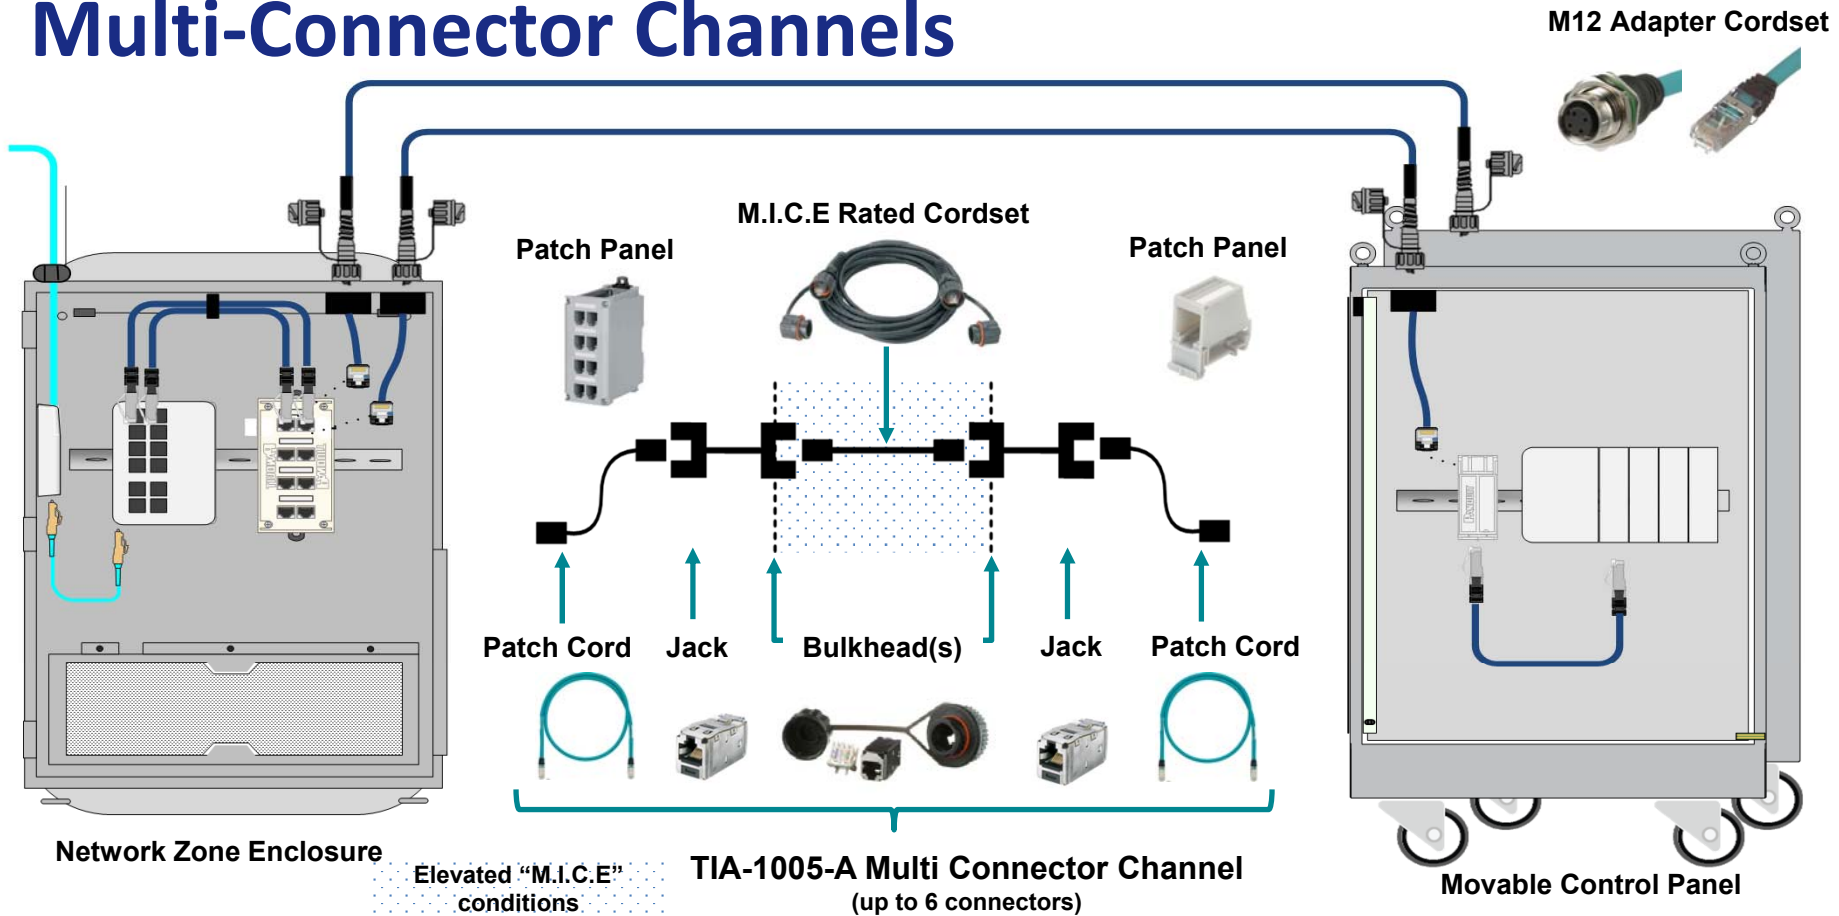 Multi-Connector Channels
M12 Adapter Cordset
M.I.C.E Rated Cordset
Patch Panel
Patch Panel
Patch Cord
Jack
Bulkhead(s)
Jack
Patch Cord
Network Zone Enclosure
Elevated “M.I.C.E”
conditions
TIA-1005-A Multi Connector Channel
(up to 6 connectors)
Movable Control Panel